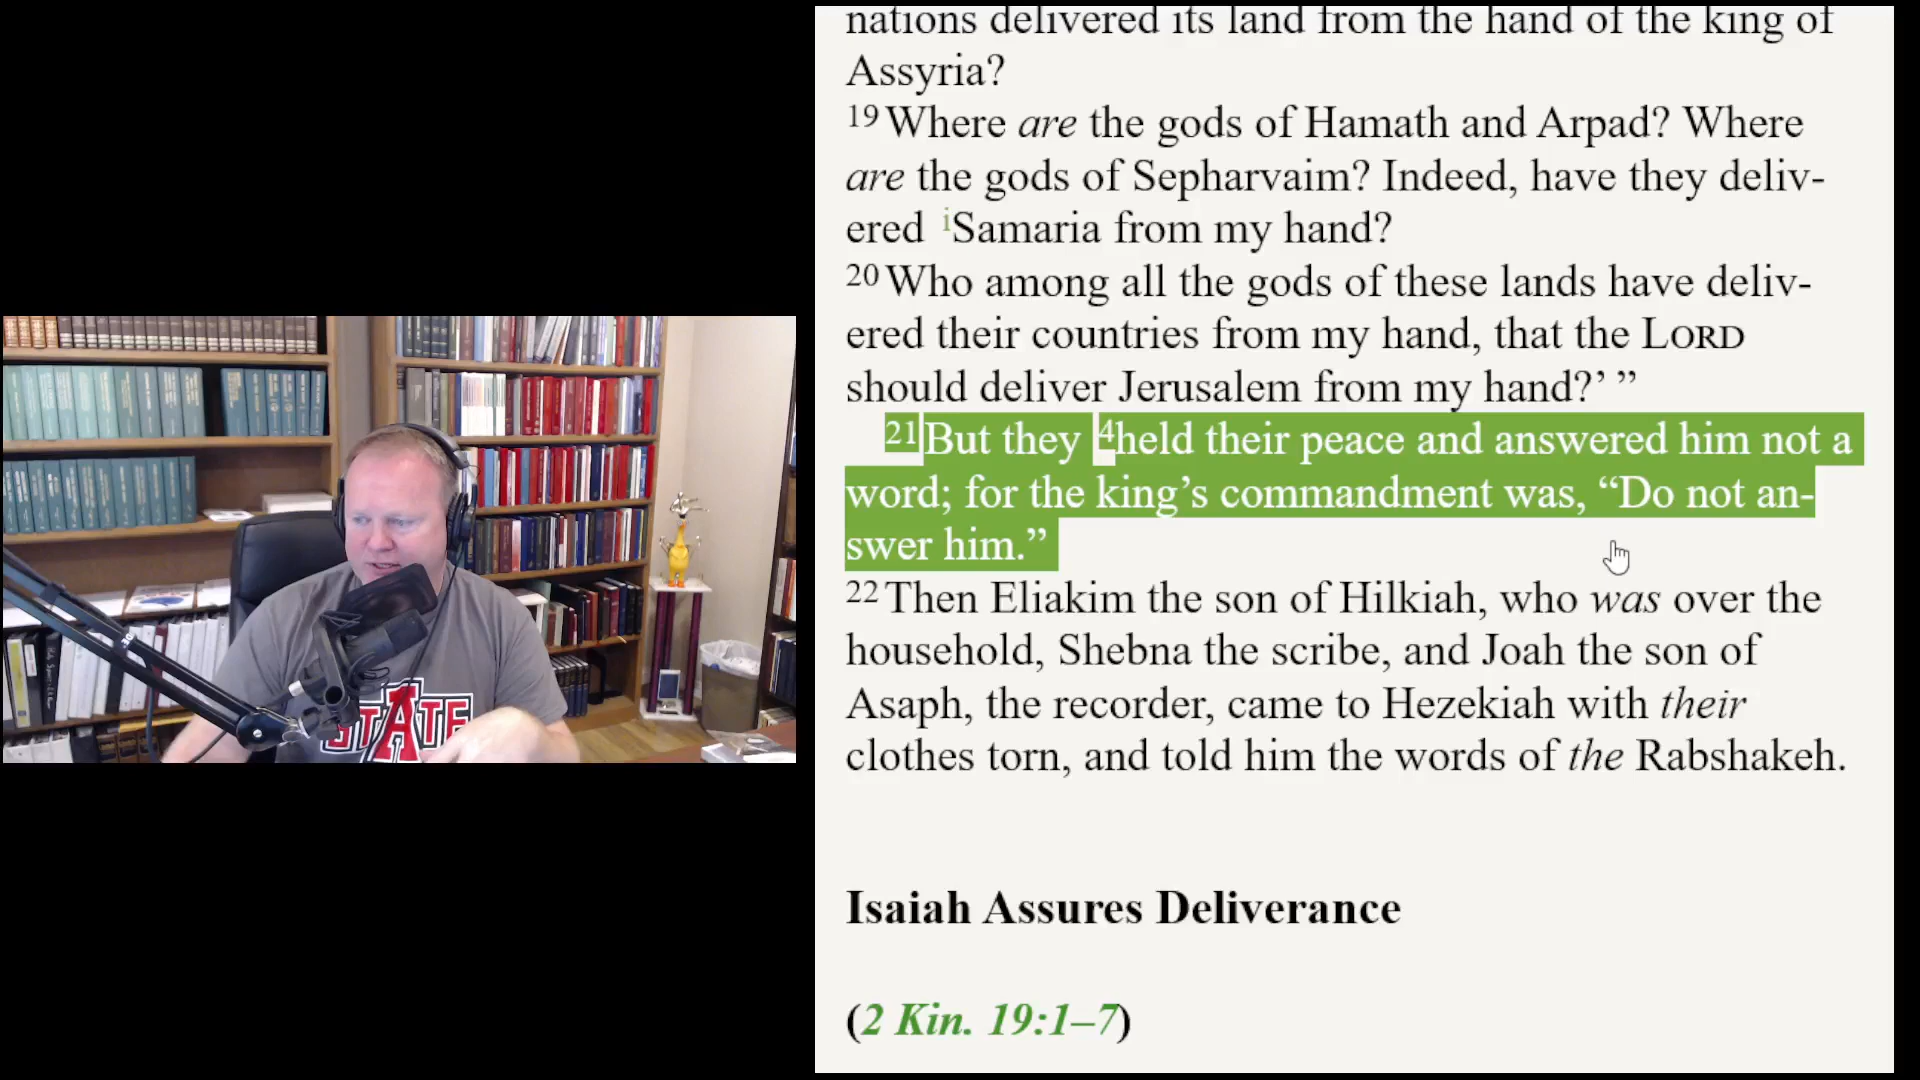 nations delivered its land from the hand of the king of
Assyria?
19 Where are the gods of Hamath and Arpad? Where
are the gods of Sepharvaim? Indeed, have they deliv-
ered iSamaria from my hand?
20 Who among all the gods of these lands have deliv-
ered their countries from my hand, that the LORD
should deliver Jerusalem from my hand?’ ”
21 But they 4held their peace and answered him not a
word; for the king’s commandment was, “Do not an-
swer him.”
22 Then Eliakim the son of Hilkiah, who was over the
household, Shebna the scribe, and Joah the son of
Asaph, the recorder, came to Hezekiah with their
clothes torn, and told him the words of the Rabshakeh.
Isaiah Assures Deliverance
(2 Kin. 19:1–7)
STATE